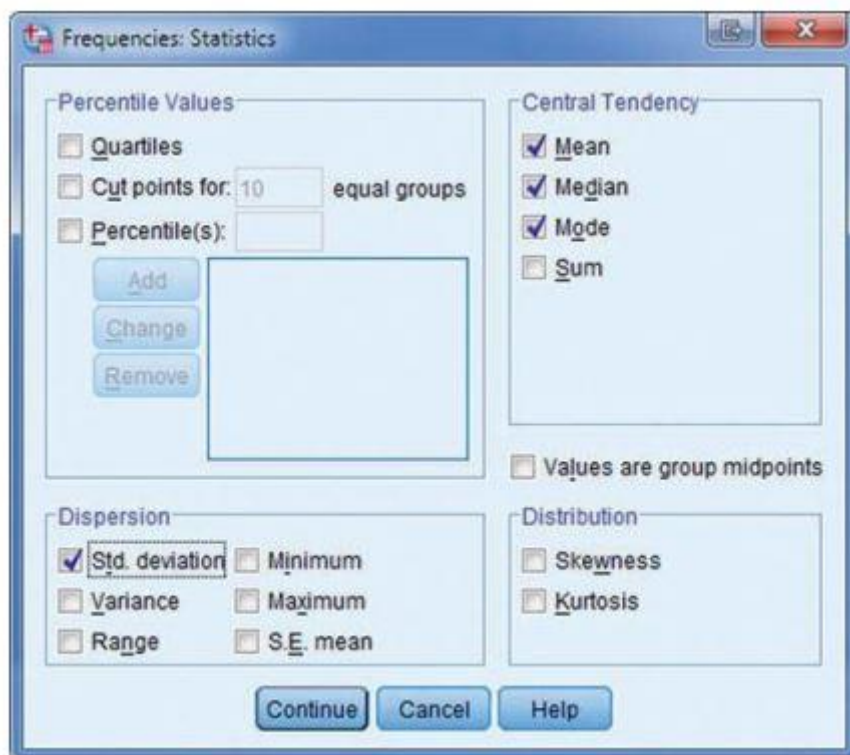 Frequencies: Statistics
Percentile Values
Quartiles
Cut points for: 10 equal groups
Percentile(s):
Add
Change
Remove
Central Tendency
Mean
Median
Mode
Sum
Values are group midpoints
Dispersion
Std. deviation Minimum
Variance Maximum
Range S.E. mean
Distribution
Skewness
Kurtosis
Continue Cancel Help